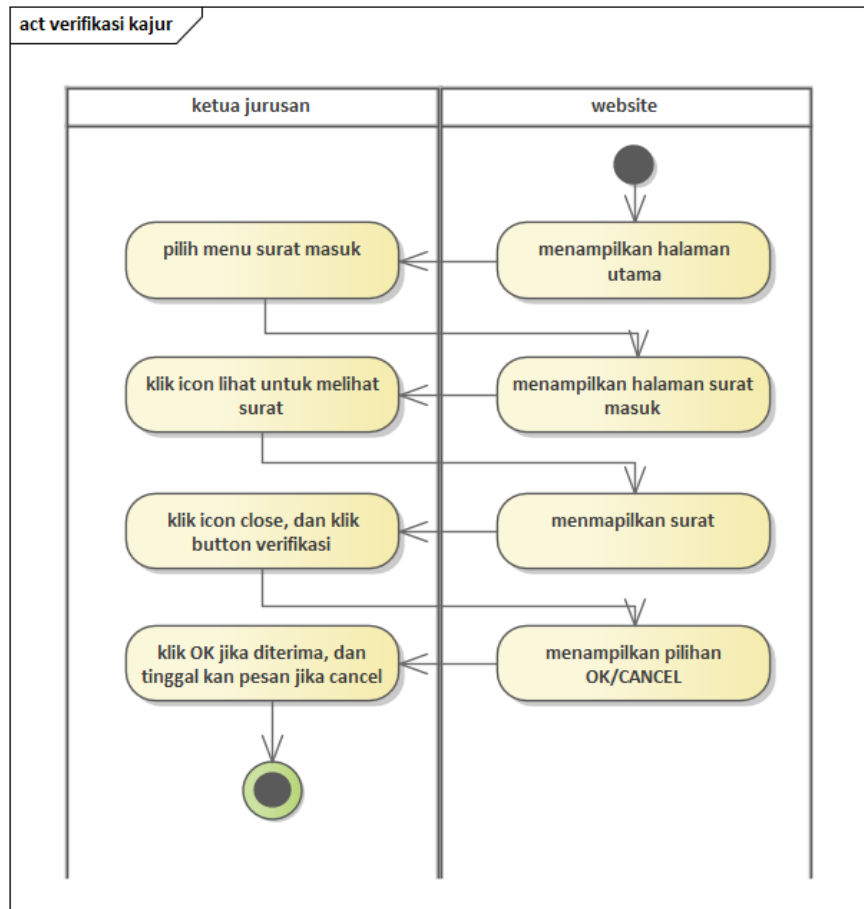 act verifikasi kajur
ketua jurusan
website
menampilkan halaman
utama
pilih menu surat masuk
menampilkan halaman surat
masuk
klik icon lihat untuk melihat
surat
menmapilkan surat
klik icon close, dan klik
button verifikasi
menampilkan pilihan
OK/CANCEL
klik OK jika diterima, dan
tinggal kan pesan jika cancel